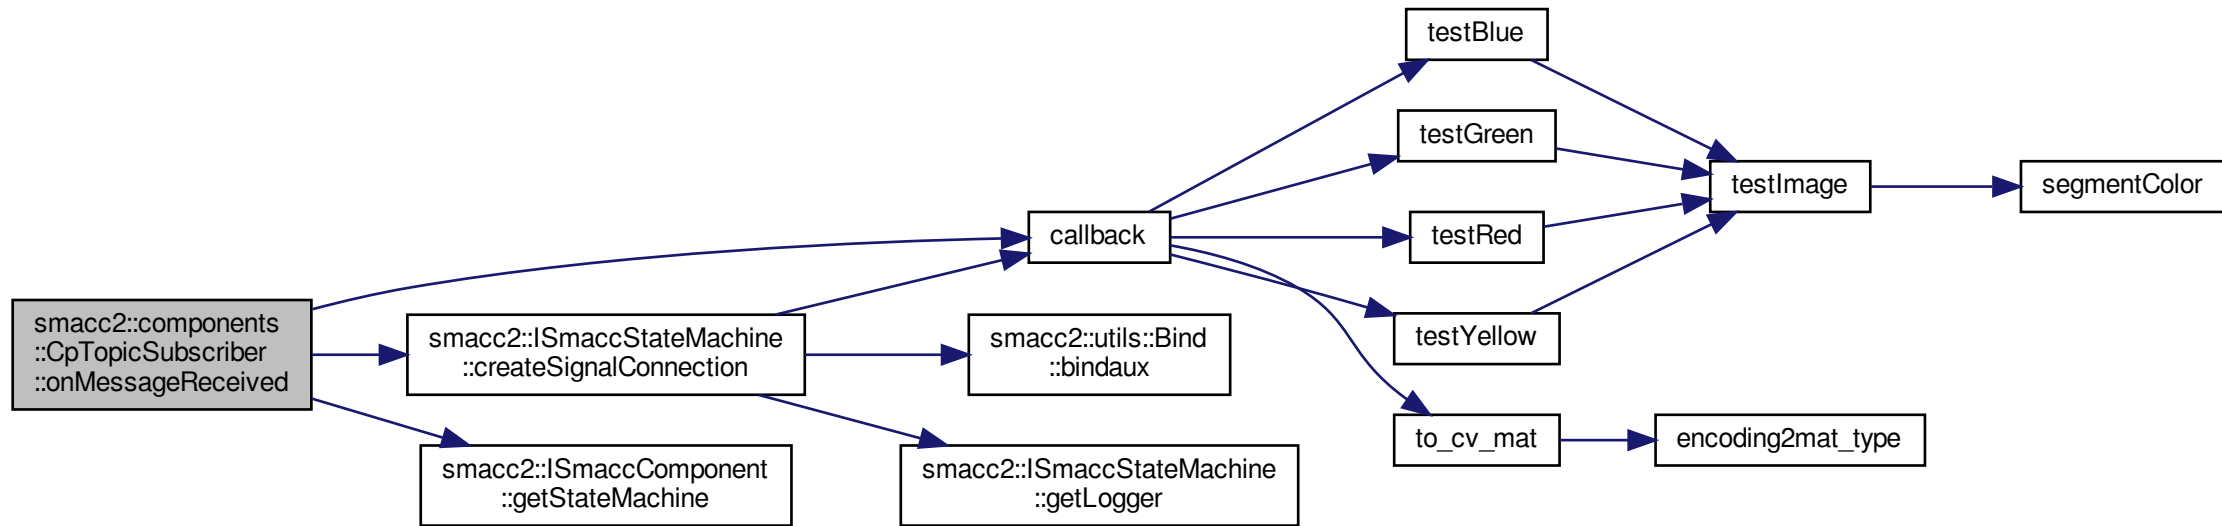 smacc2::components
::CpTopicSubscriber
::onMessageReceived
smacc2::ISmaccStateMachine
::createSignalConnection
smacc2::ISmaccComponent
::getStateMachine
callback
smacc2::utils::Bind
::bindaux
smacc2::ISmaccStateMachine
::getLogger
testBlue
testGreen
testRed
testYellow
to_cv_mat
testImage
encoding2mat_type
segmentColor